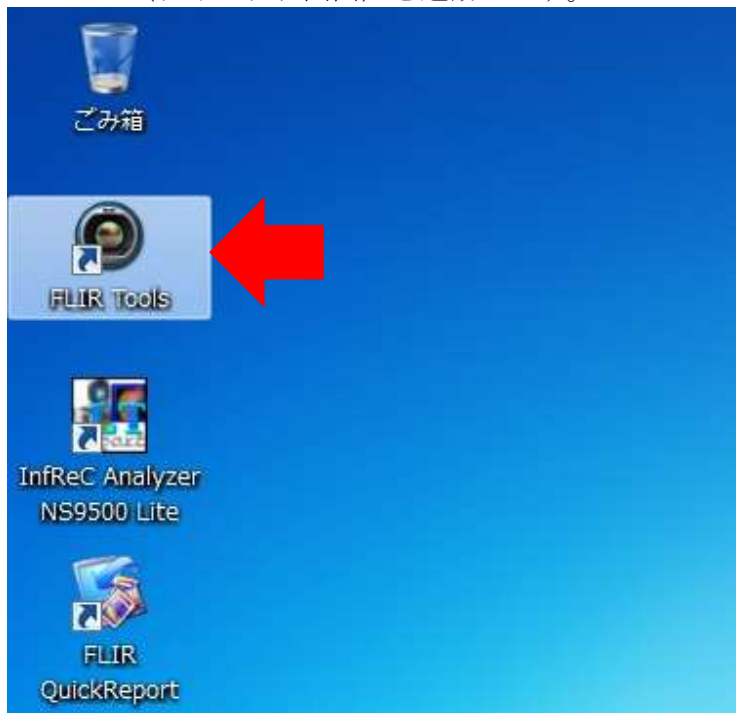 ごみ箱
FLIR Tools
InfReC Analyzer
NS9500 Lite
FLIR
QuickReport